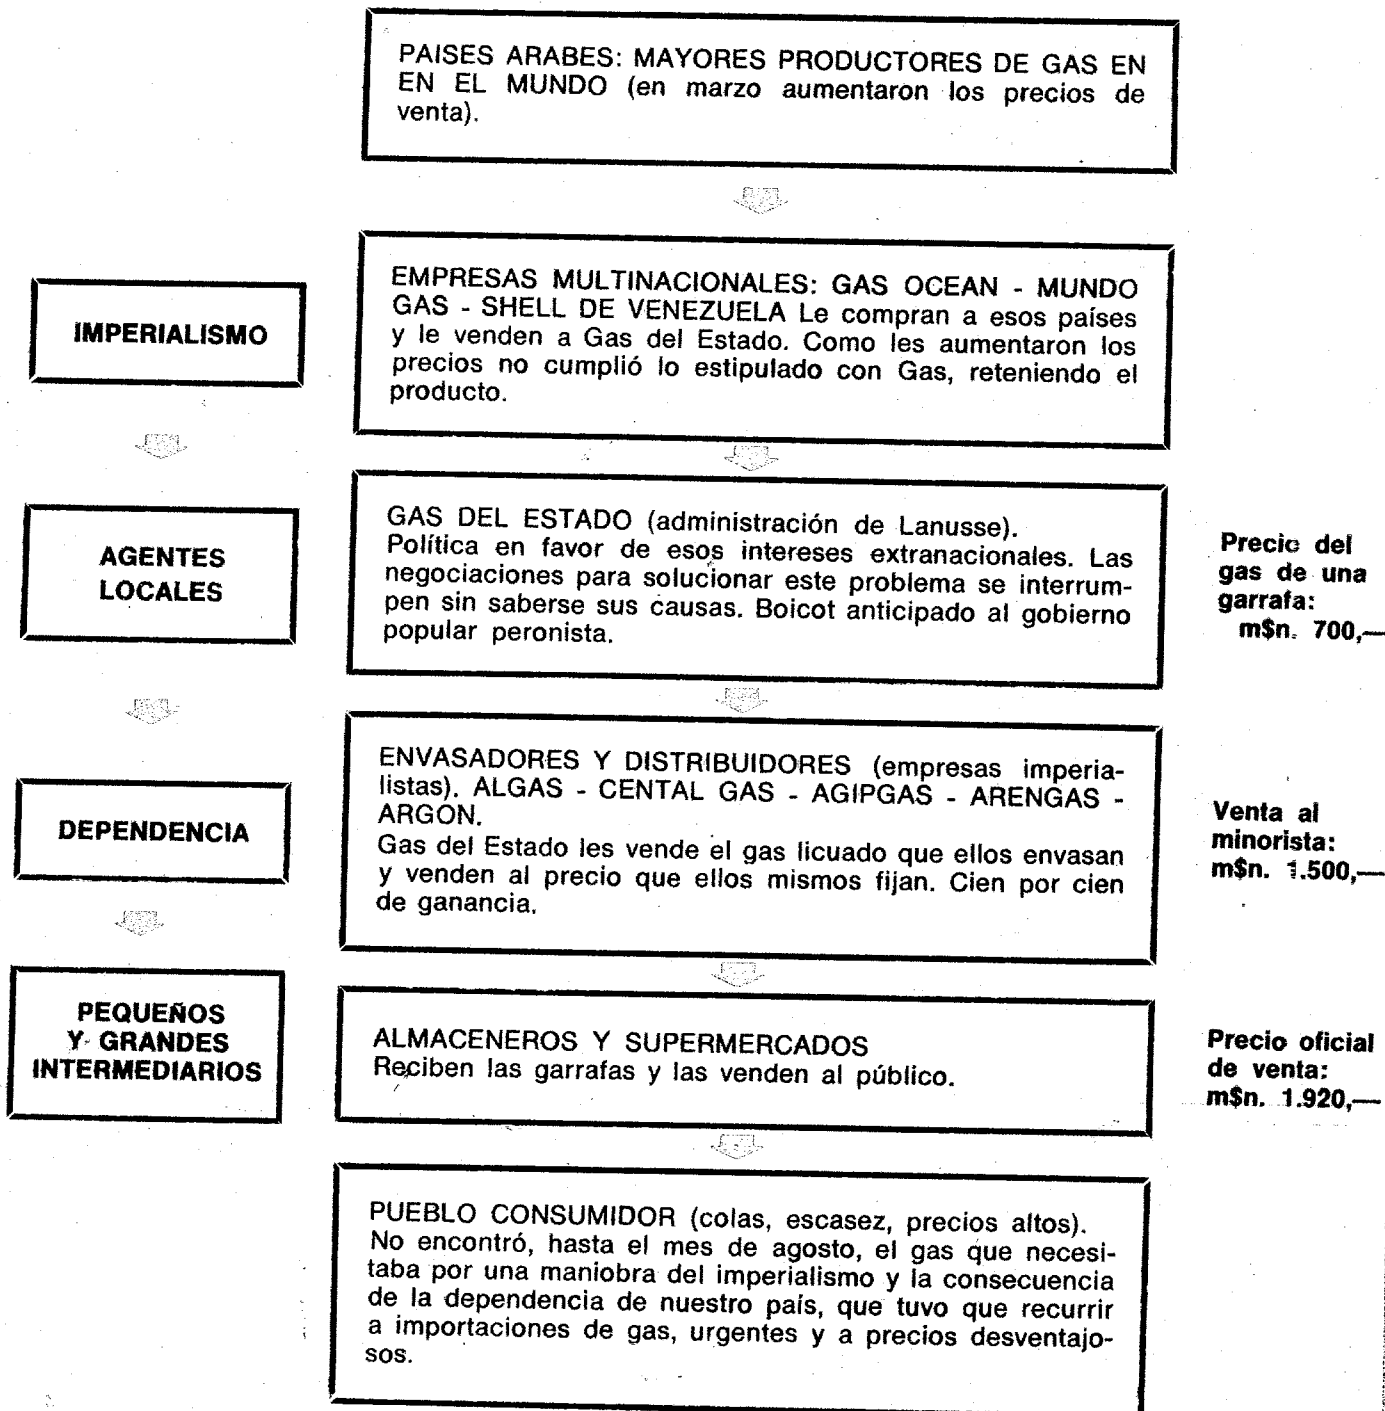 PAISES ARABES: MAYORES PRODUCTORES DE GAS EN
EN EL MUNDO (en marzo aumentaron los precios de
venta).
IMPERIALISMO
EMPRESAS MULTINACIONALES: GAS OCEAN - MUNDO
GAS - SHELL DE VENEZUELA Le compran a esos países
y le venden a Gas del Estado. Como les aumentaron los
precios no cumplió lo estipulado con Gas, reteniendo el
producto.
AGENTES
LOCALES
GAS DEL ESTADO (administración de Lanusse).
Política en favor de esos intereses extranacionales. Las
negociaciones para solucionar este problema se interrum-
pen sin saberse sus causas. Boicot anticipado al gobierno
popular peronista.
Precio del
gas de una
garrafa:
m$n. 700,—
DEPENDENCIA
ENVASADORES Y DISTRIBUIDORES (empresas imperia-
listas). ALGAS - CENTAL GAS - AGIPGAS - ARENGAS -
ARGON.
Gas del Estado les vende el gas licuado que ellos envasan
y venden al precio que ellos mismos fijan. Cien por cien
de ganancia.
Venta al
minorista:
m$n. 1.500,—
PEQUEÑOS
Y GRANDES
INTERMEDIARIOS
ALMACENEROS Y SUPERMERCADOS
Reciben las garrafas y las venden al público.
Precio oficial
de venta:
m$n. 1.920,—
PUEBLO CONSUMIDOR (colas, escasez, precios altos).
No encontró, hasta el mes de agosto, el gas que necesi-
taba por una maniobra del imperialismo y la consecuencia
de la dependencia de nuestro país, que tuvo que recurrir
a importaciones de gas, urgentes y a precios desventajo-
sos.